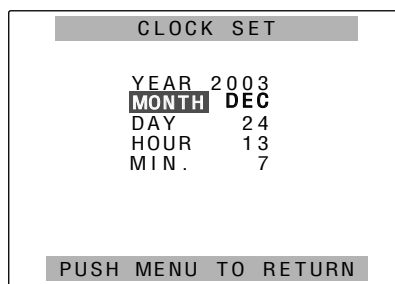 CLOCK SET
YEAR 2003
MONTH DEC
DAY 24
HOUR 13
MIN. 7
PUSH MENU TO RETURN